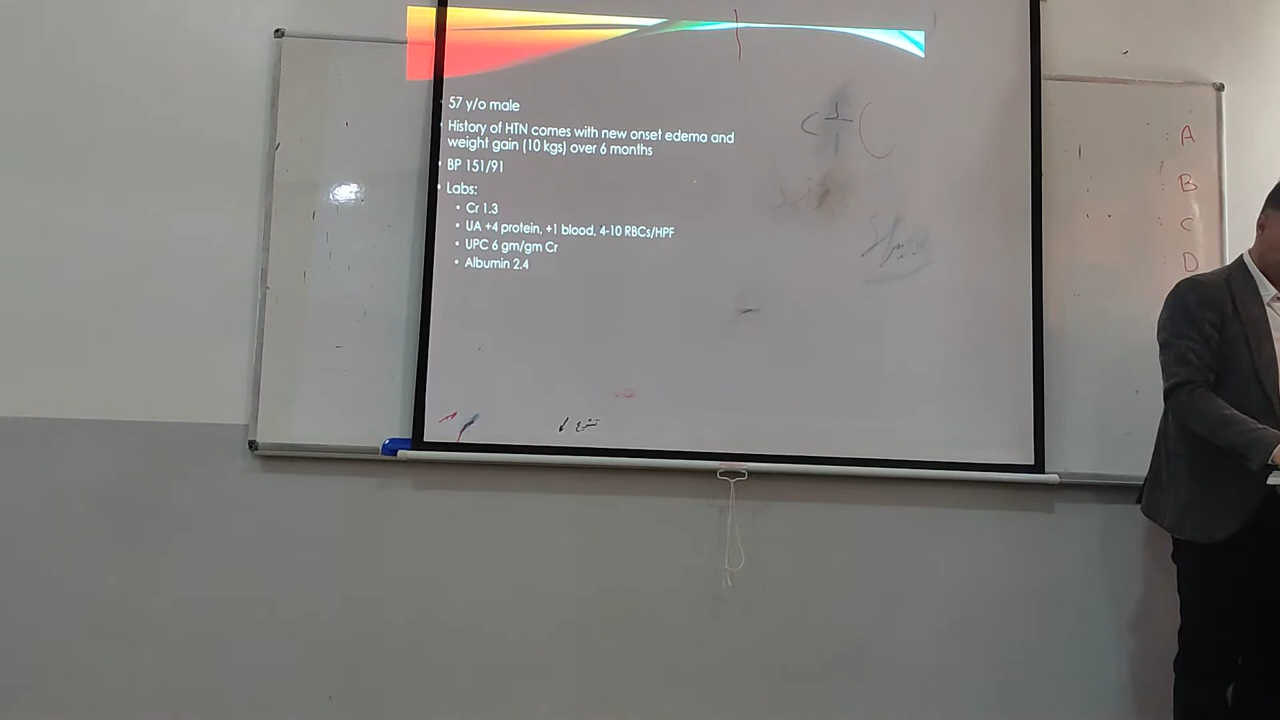 57 y/o male
History of HTN comes with new onset edema and
weight gain (10 kgs) over 6 months
BP 151/91
Labs:
Cr 1.3
UA +4 protein, +1 blood, 4-10 RBCs/HPF
UPC 6 gm/gm Cr
Albumin 2.4
: A
: B
: C
: D